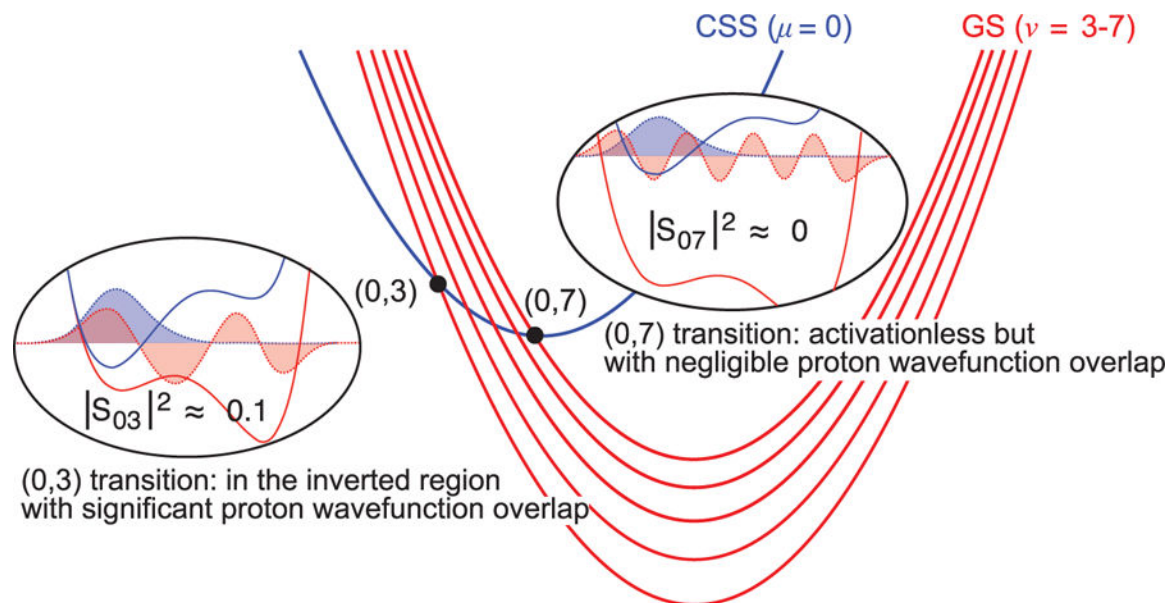 CSS (μ = 0)
GS (ν = 3-7)
|S₀₇|² ≈ 0
(0,3)
(0,7)
(0,7) transition: activationless but
with negligible proton wavefunction overlap
|S₀₃|² ≈ 0.1
(0,3) transition: in the inverted region
with significant proton wavefunction overlap